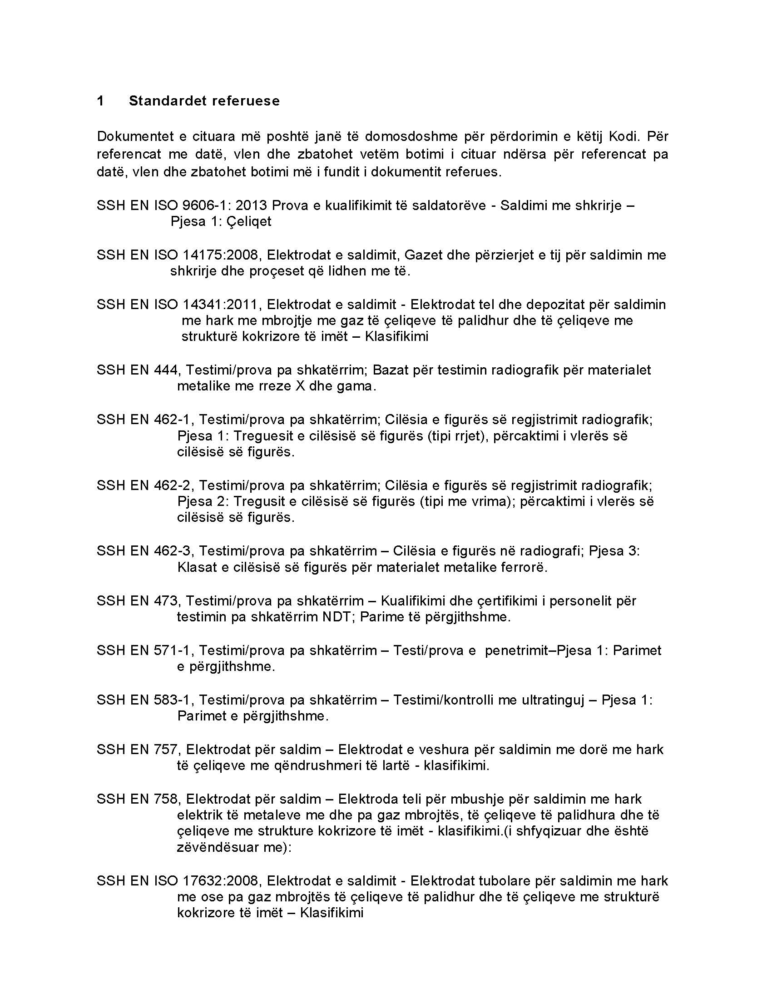 1 Standardet referuese
Dokumentet e cituara më poshtë janë të domosdoshme për përdorimin e këtij Kodi. Për
referencat me datë, vlen dhe zbatohet vetëm botimi i cituar ndërsa për referencat pa
datë, vlen dhe zbatohet botimi më i fundit i dokumentit referues.
SSH EN ISO 9606-1: 2013 Prova e kualifikimit të saldatorëve - Saldimi me shkrirje –
Pjesa 1: Çeliqet
SSH EN ISO 14175:2008, Elektrodat e saldimit, Gazet dhe përzierjet e tij për saldimin me
shkrirje dhe proçeset që lidhen me të.
SSH EN ISO 14341:2011, Elektrodat e saldimit - Elektrodat tel dhe depozitat për saldimin
me hark me mbrojtje me gaz të çeliqeve të palidhur dhe të çeliqeve me
strukturë kokrizore të imët – Klasifikimi
SSH EN 444, Testimi/prova pa shkatërrim; Bazat për testimin radiografik për materialet
metalike me rreze X dhe gama.
SSH EN 462-1, Testimi/prova pa shkatërrim; Cilësia e figurës së regjistrimit radiografik;
Pjesa 1: Treguesit e cilësisë së figurës (tipi rrjet), përcaktimi i vlerës së
cilësisë së figurës.
SSH EN 462-2, Testimi/prova pa shkatërrim; Cilësia e figurës së regjistrimit radiografik;
Pjesa 2: Tregusit e cilësisë së figurës (tipi me vrima); përcaktimi i vlerës së
cilësisë së figurës.
SSH EN 462-3, Testimi/prova pa shkatërrim – Cilësia e figurës në radiografi; Pjesa 3:
Klasat e cilësisë së figurës për materialet metalike ferrorë.
SSH EN 473, Testimi/prova pa shkatërrim – Kualifikimi dhe çertifikimi i personelit për
testimin pa shkatërrim NDT; Parime të përgjithshme.
SSH EN 571-1, Testimi/prova pa shkatërrim – Testi/prova e  penetrimit–Pjesa 1: Parimet
e përgjithshme.
SSH EN 583-1, Testimi/prova pa shkatërrim – Testimi/kontrolli me ultratinguj – Pjesa 1:
Parimet e përgjithshme.
SSH EN 757, Elektrodat për saldim – Elektrodat e veshura për saldimin me dorë me hark
të çeliqeve me qëndrushmeri të lartë - klasifikimi.
SSH EN 758, Elektrodat për saldim – Elektroda teli për mbushje për saldimin me hark
elektrik të metaleve me dhe pa gaz mbrojtës, të çeliqeve të palidhura dhe të
çeliqeve me strukture kokrizore të imët - klasifikimi.(i shfyqizuar dhe është
zëvëndësuar me):
SSH EN ISO 17632:2008, Elektrodat e saldimit - Elektrodat tubolare për saldimin me hark
me ose pa gaz mbrojtës të çeliqeve të palidhur dhe të çeliqeve me strukturë
kokrizore të imët – Klasifikimi